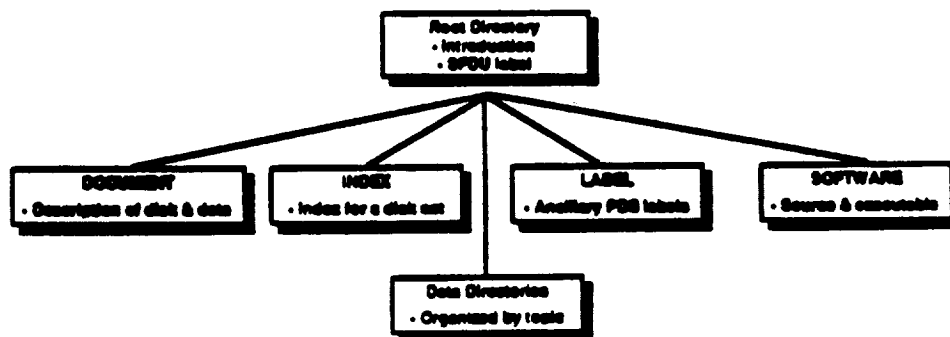 Root Directory
• Introduction
• SFDU label
DOCUMENT
• Description of disk & data
INDEX
• Index for a disk set
LABEL
• Ancillary PDS labels
SOFTWARE
• Source & executable
Data Directories
• Organized by topic